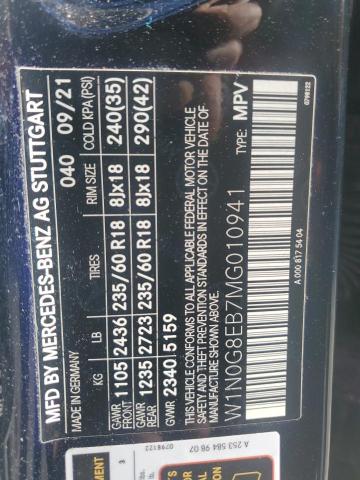 MFD BY MERCEDES-BENZ AG STUTTGART
MADE IN GERMANY 040 09/21
KG LB TIRES RIM SIZE COLD KPA (PSI)
GAWR FRONT 1105 2436 235/60 R18 8Jx18 240(35)
GAWR REAR 1235 2723 235/60 R18 8Jx18 290(42)
GVWR 2340 5159
THIS VEHICLE CONFORMS TO ALL APPLICABLE FEDERAL MOTOR VEHICLE
SAFETY, BUMPER, AND THEFT PREVENTION STANDARDS IN EFFECT ON THE DATE OF
MANUFACTURE SHOWN ABOVE.
W1N0G8EB7MG010941 TYPE: MPV
A 000 817 54 04
0798122
A 253 584 98 07
0798122